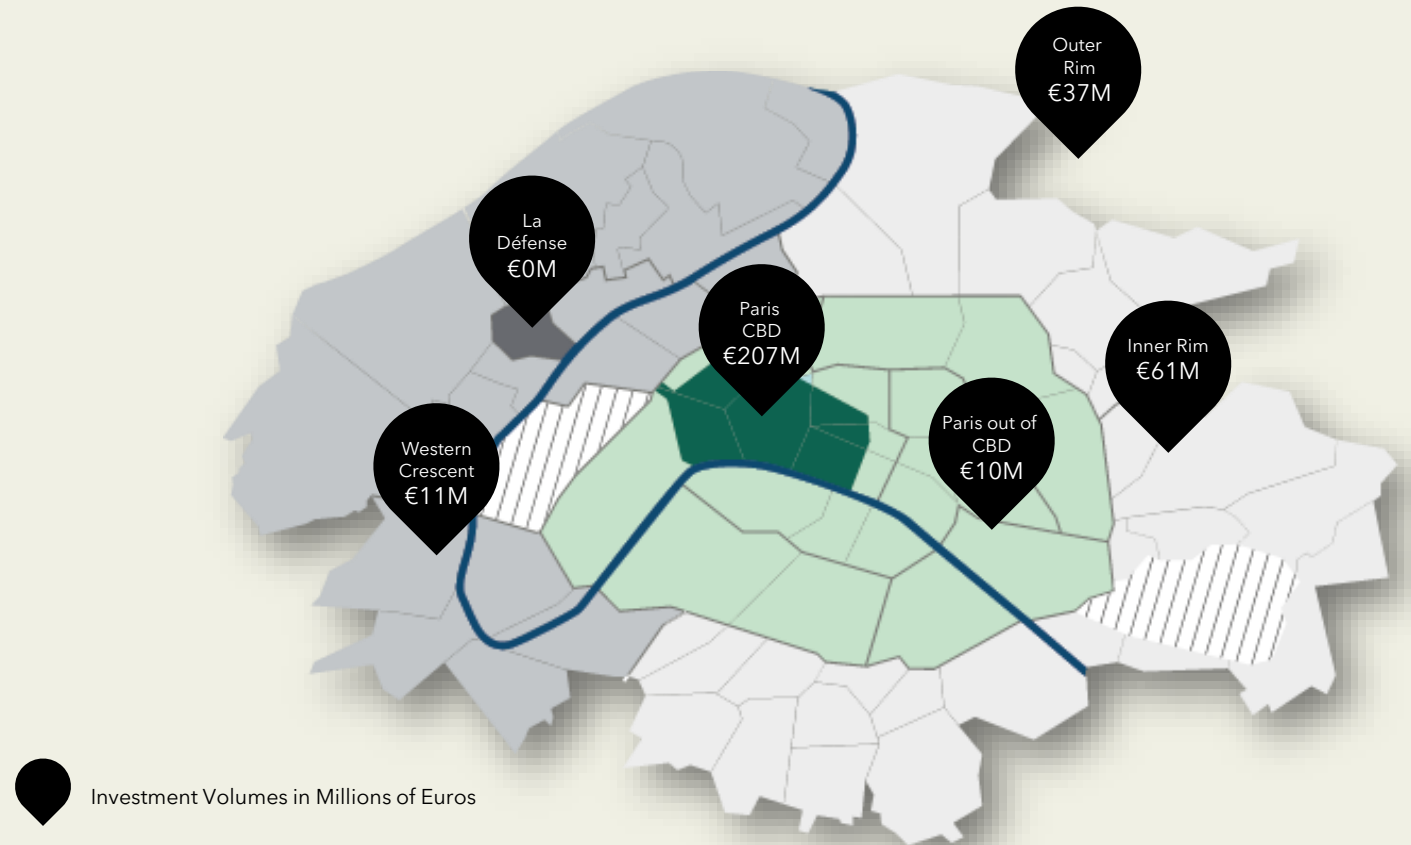 Outer
Rim
€37M
La
Défense
€0M
Paris
CBD
€207M
Inner Rim
€61M
Paris out of
CBD
€10M
Western
Crescent
€11M
Investment Volumes in Millions of Euros